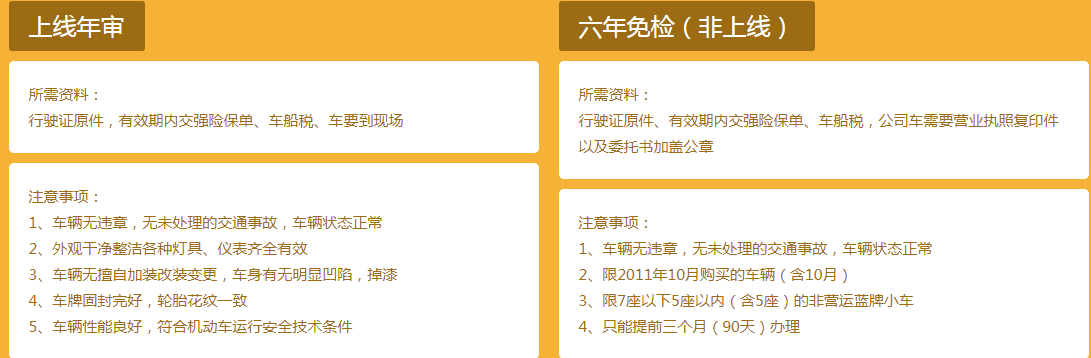 上线年审
所需资料：
行驶证原件，有效期内交强险保单、车船税、车要到现场
注意事项：
1、车辆无违章，无未处理的交通事故，车辆状态正常
2、外观干净整洁各种灯具、仪表齐全有效
3、车辆无擅自加装改装变更，车身有无明显凹陷，掉漆
4、车牌固封完好，轮胎花纹一致
5、车辆性能良好，符合机动车运行安全技术条件
六年免检（非上线）
所需资料：
行驶证原件、有效期内交强险保单、车船税，公司车需要营业执照复印件
以及委托书加盖公章
注意事项：
1、车辆无违章，无未处理的交通事故，车辆状态正常
2、限2011年10月购买的车辆（含10月）
3、限7座以下5座以内（含5座）的非营运蓝牌小车
4、只能提前三个月（90天）办理